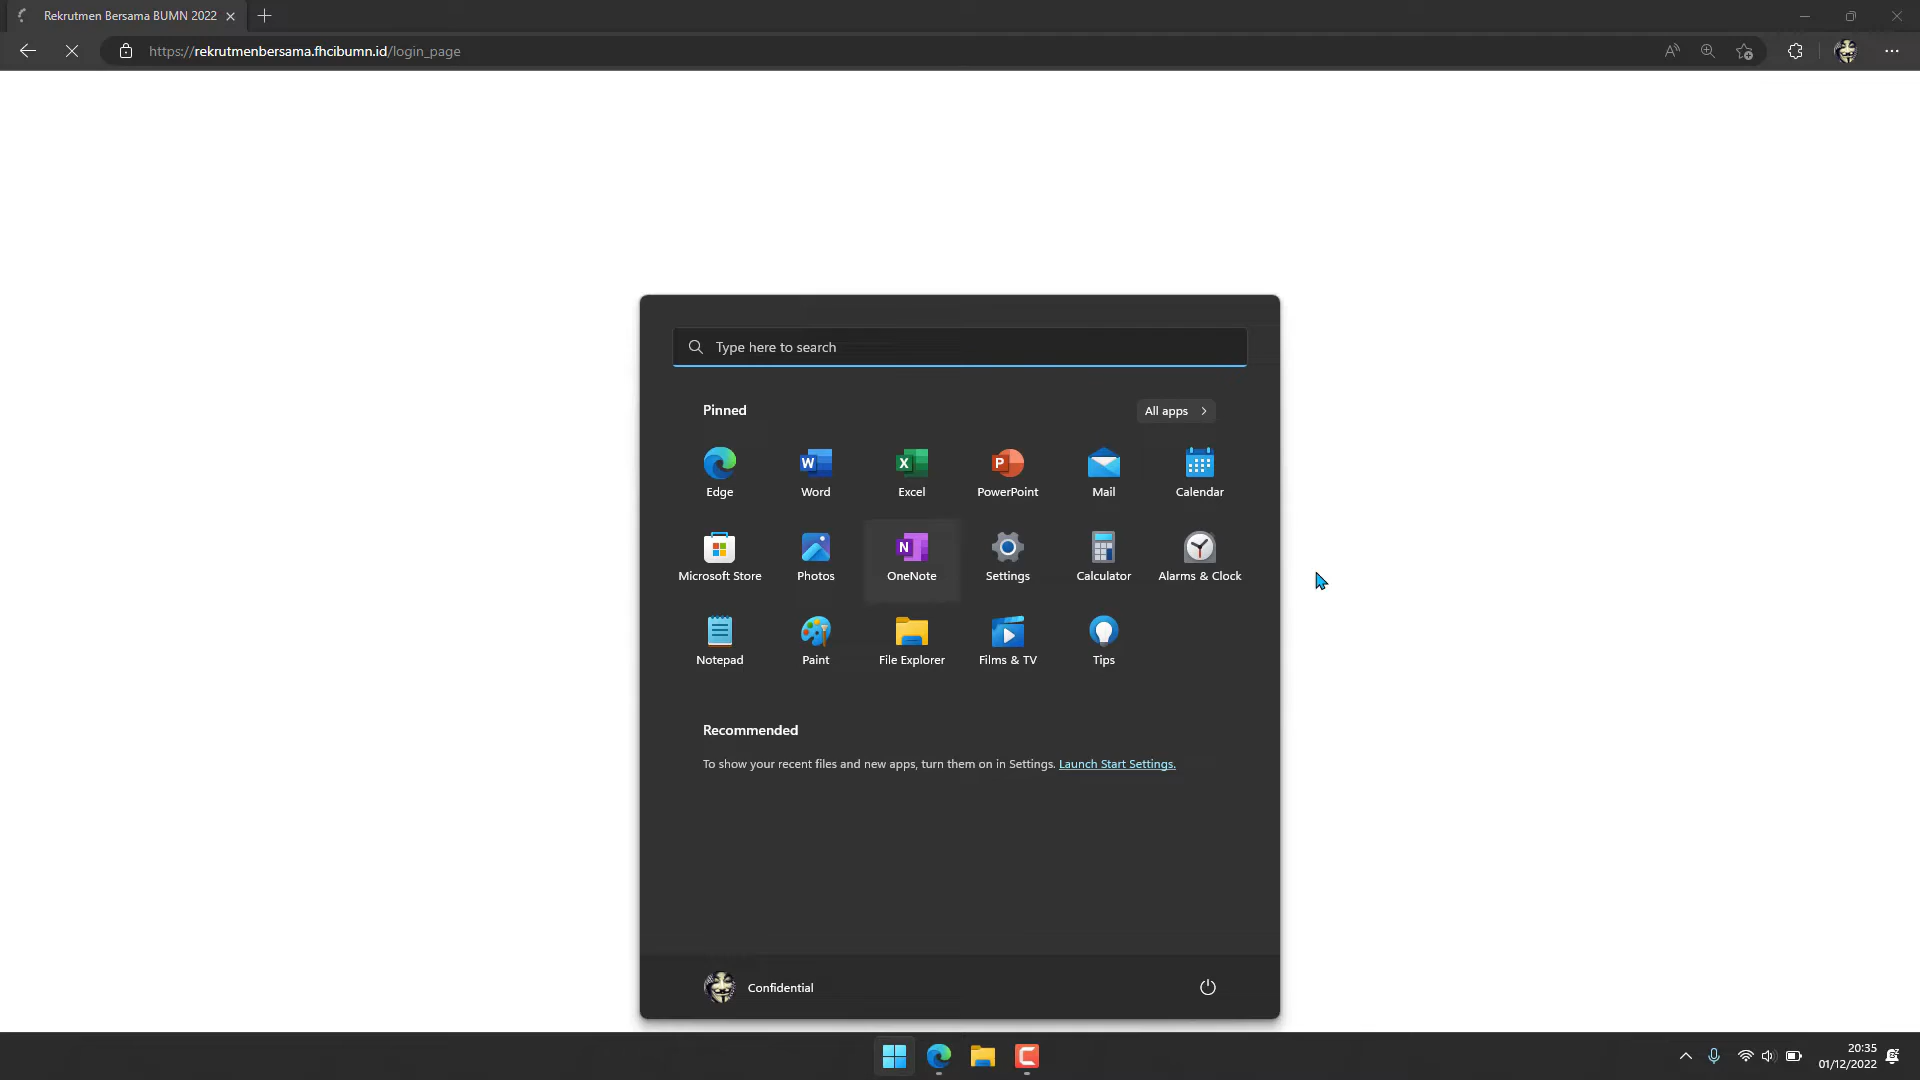 Rekrutmen Bersama BUMN 2022
https://rekrutmenbersama.fhcibumn.id/login_page
Type here to search
Pinned
All apps
Edge
Word
Excel
PowerPoint
Mail
Calendar
Microsoft Store
Photos
OneNote
Settings
Calculator
Alarms & Clock
Notepad
Paint
File Explorer
Films & TV
Tips
Recommended
To show your recent files and new apps, turn them on in Settings. Launch Start Settings.
Confidential
20:35
01/12/2022